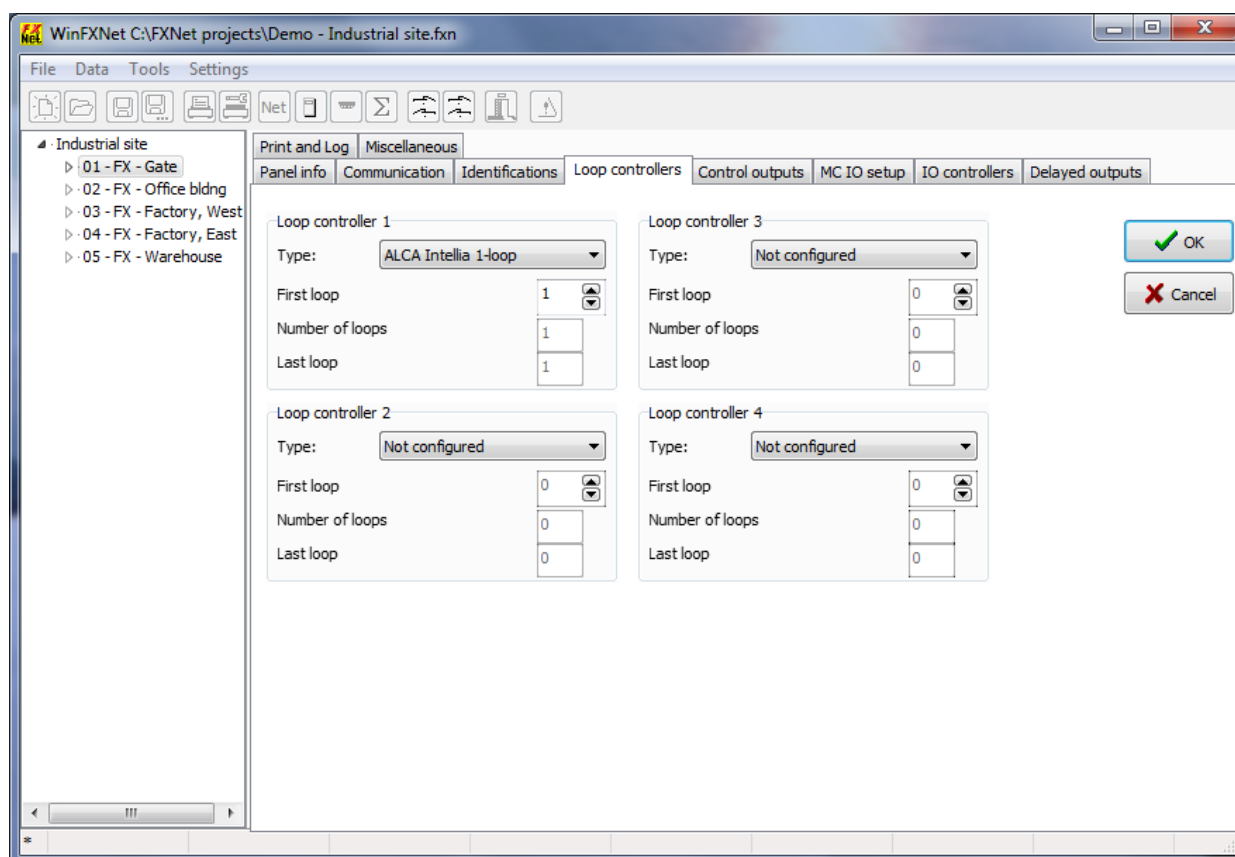 WinFXNet C:\FXNet projects\Demo - Industrial site.fxn
File Data Tools Settings
Net Σ
Industrial site
01 - FX - Gate
02 - FX - Office bldng
03 - FX - Factory, West
04 - FX - Factory, East
05 - FX - Warehouse
Print and Log Miscellaneous
Panel info Communication Identifications Loop controllers Control outputs MC IO setup IO controllers Delayed outputs
Loop controller 1
Type: ALCA Intellia 1-loop
First loop 1
Number of loops 1
Last loop 1
Loop controller 2
Type: Not configured
First loop 0
Number of loops 0
Last loop 0
Loop controller 3
Type: Not configured
First loop 0
Number of loops 0
Last loop 0
Loop controller 4
Type: Not configured
First loop 0
Number of loops 0
Last loop 0
OK
Cancel
*